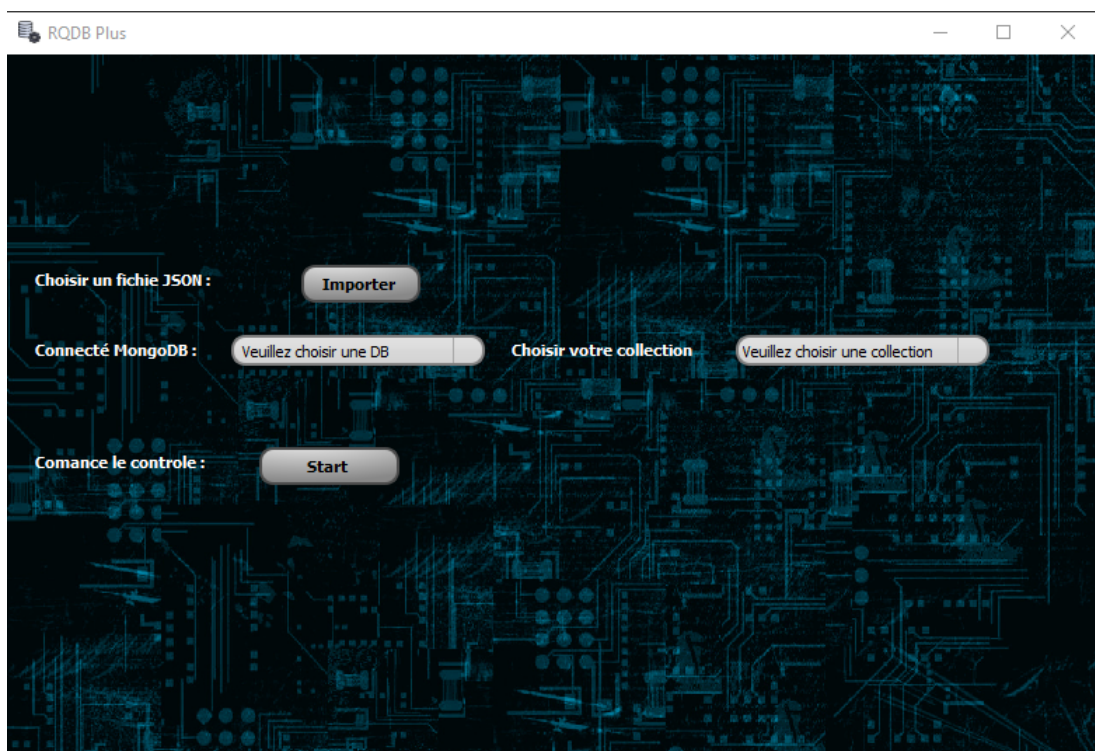 RQDB Plus
Choisir un fichie JSON :
Importer
Connecté MongoDB :
Veuillez choisir une DB
Choisir votre collection
Veuillez choisir une collection
Comance le controle :
Start